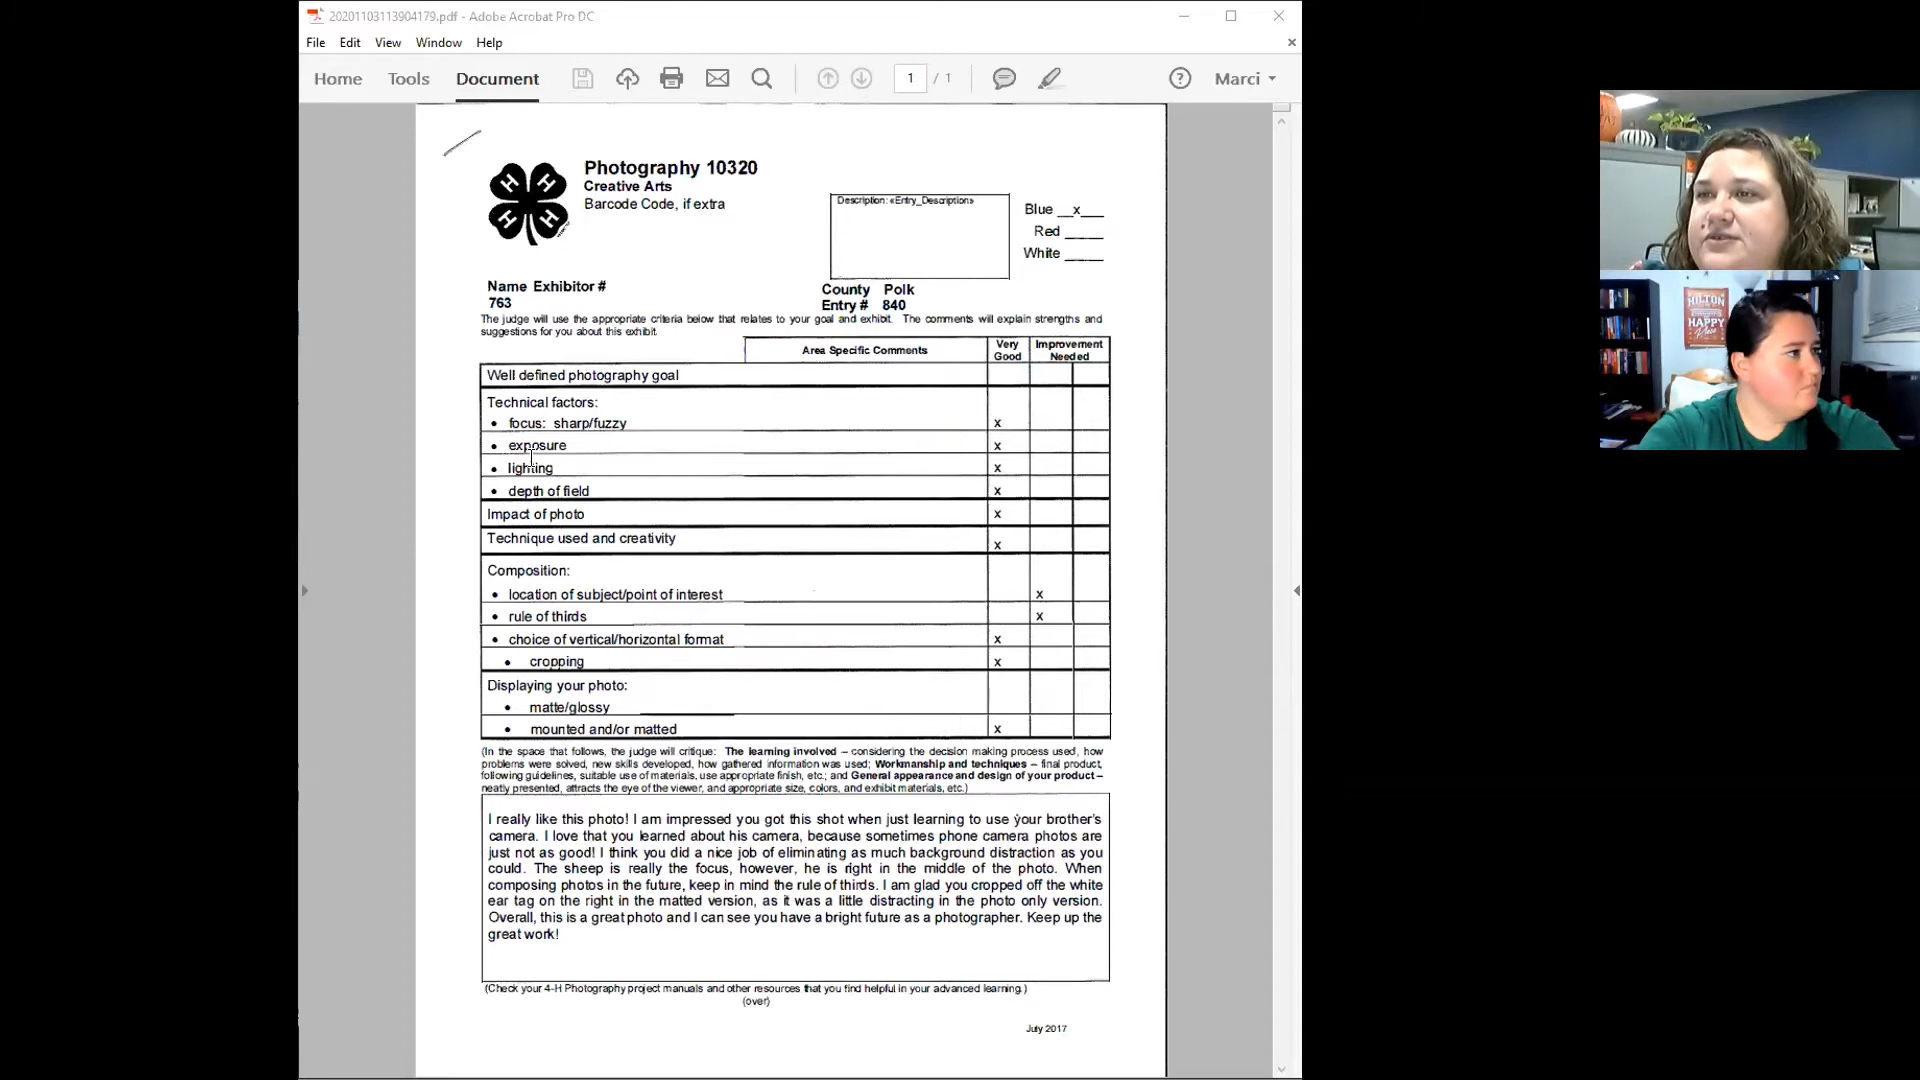 20201103113904179.pdf - Adobe Acrobat Pro DC
File Edit View Window Help
Home Tools Document 1 / 1 Marci
Photography 10320
Creative Arts
Barcode Code, if extra
H H H H
Description: «Entry_Description»
Blue __x___
Red _____
White _____
Name Exhibitor #
763
County Polk
Entry # 840
The judge will use the appropriate criteria below that relates to your goal and exhibit. The comments will explain strengths and
suggestions for you about this exhibit.
Area Specific Comments Very Good Improvement Needed
Well defined photography goal
Technical factors:
• focus: sharp/fuzzy x
• exposure x
• lighting x
• depth of field x
Impact of photo x
Technique used and creativity x
Composition:
• location of subject/point of interest x
• rule of thirds x
• choice of vertical/horizontal format x
• cropping x
Displaying your photo:
• matte/glossy
• mounted and/or matted x
(In the space that follows, the judge will critique: The learning involved – considering the decision making process used, how
problems were solved, new skills developed, how gathered information was used; Workmanship and techniques – final product,
following guidelines, suitable use of materials, use appropriate finish, etc.; and General appearance and design of your product –
neatly presented, attracts the eye of the viewer, and appropriate size, colors, and exhibit materials, etc.)
I really like this photo! I am impressed you got this shot when just learning to use your brother's
camera. I love that you learned about his camera, because sometimes phone camera photos are
just not as good! I think you did a nice job of eliminating as much background distraction as you
could. The sheep is really the focus, however, he is right in the middle of the photo. When
composing photos in the future, keep in mind the rule of thirds. I am glad you cropped off the white
ear tag on the right in the matted version, as it was a little distracting in the photo only version.
Overall, this is a great photo and I can see you have a bright future as a photographer. Keep up the
great work!
(Check your 4-H Photography project manuals and other resources that you find helpful in your advanced learning.)
(over)
July 2017
HILTON
HAPPY
Place